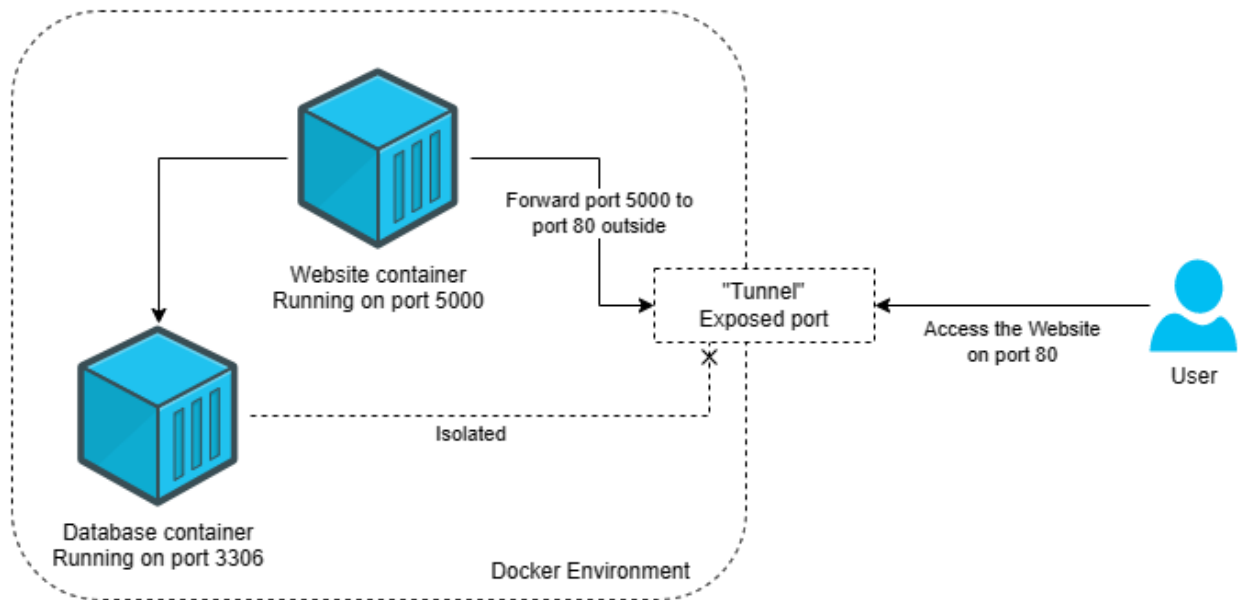 Website container
Running on port 5000
Forward port 5000 to
port 80 outside
"Tunnel"
Exposed port
Access the Website
on port 80
User
Isolated
Database container
Running on port 3306
Docker Environment